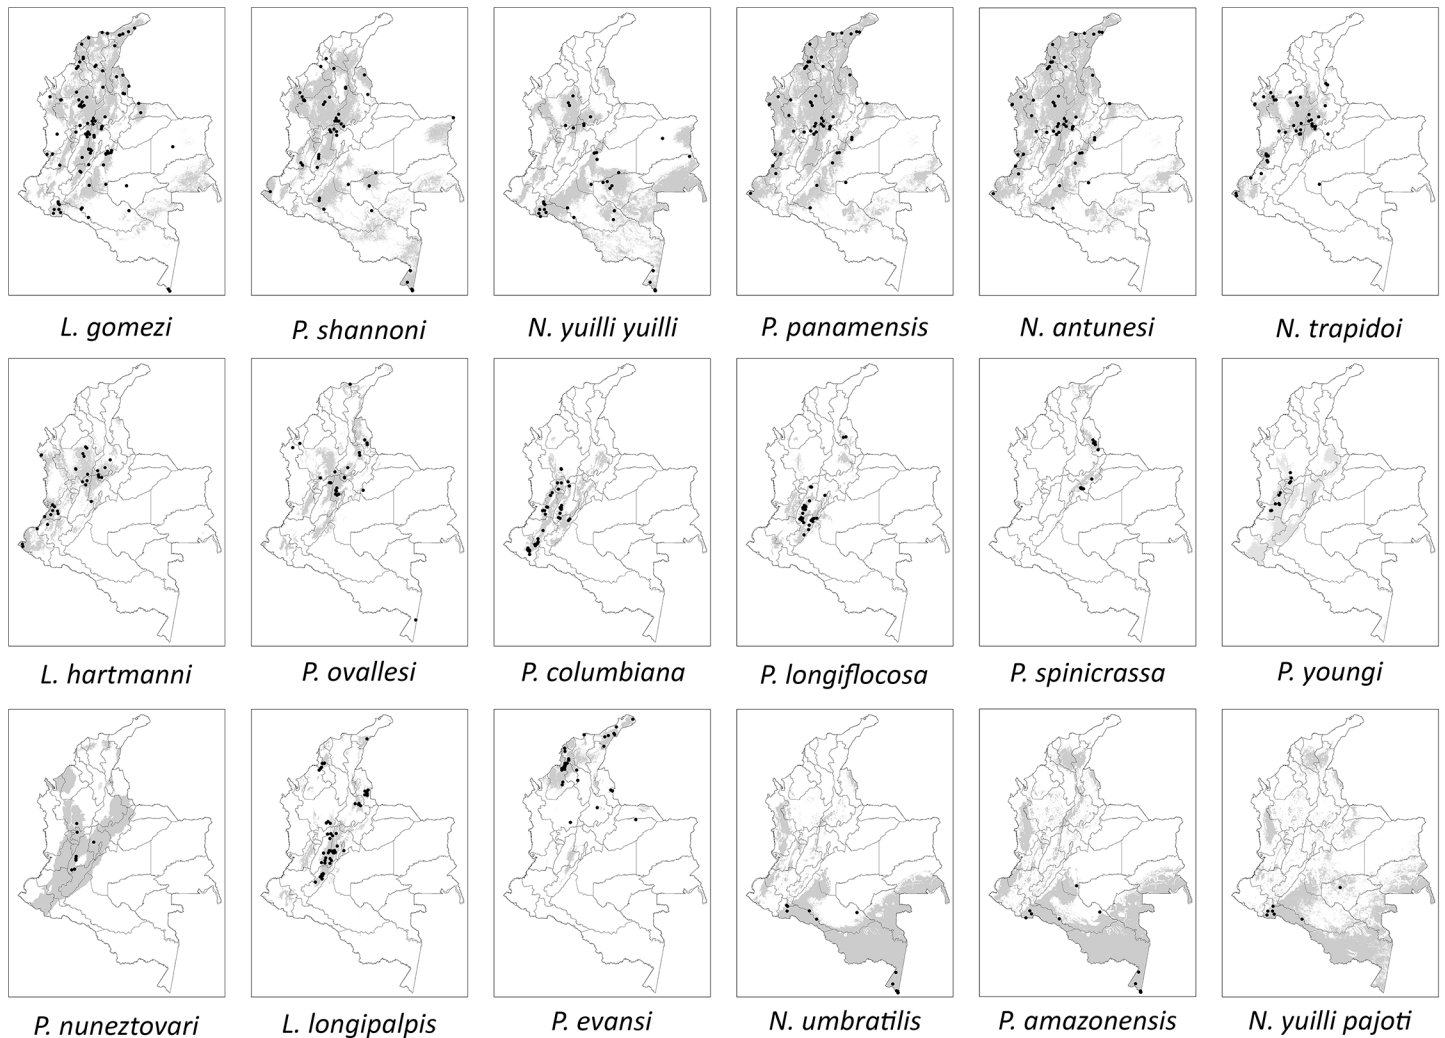 L. gomezi
P. shannoni
N. yuilli yuilli
P. panamensis
N. antunesi
N. trapidoi
L. hartmanni
P. ovallesi
P. columbiana
P. longiflocosa
P. spinicrassa
P. youngi
P. nuneztovari
L. longipalpis
P. evansi
N. umbratilis
P. amazonensis
N. yuilli pajoti